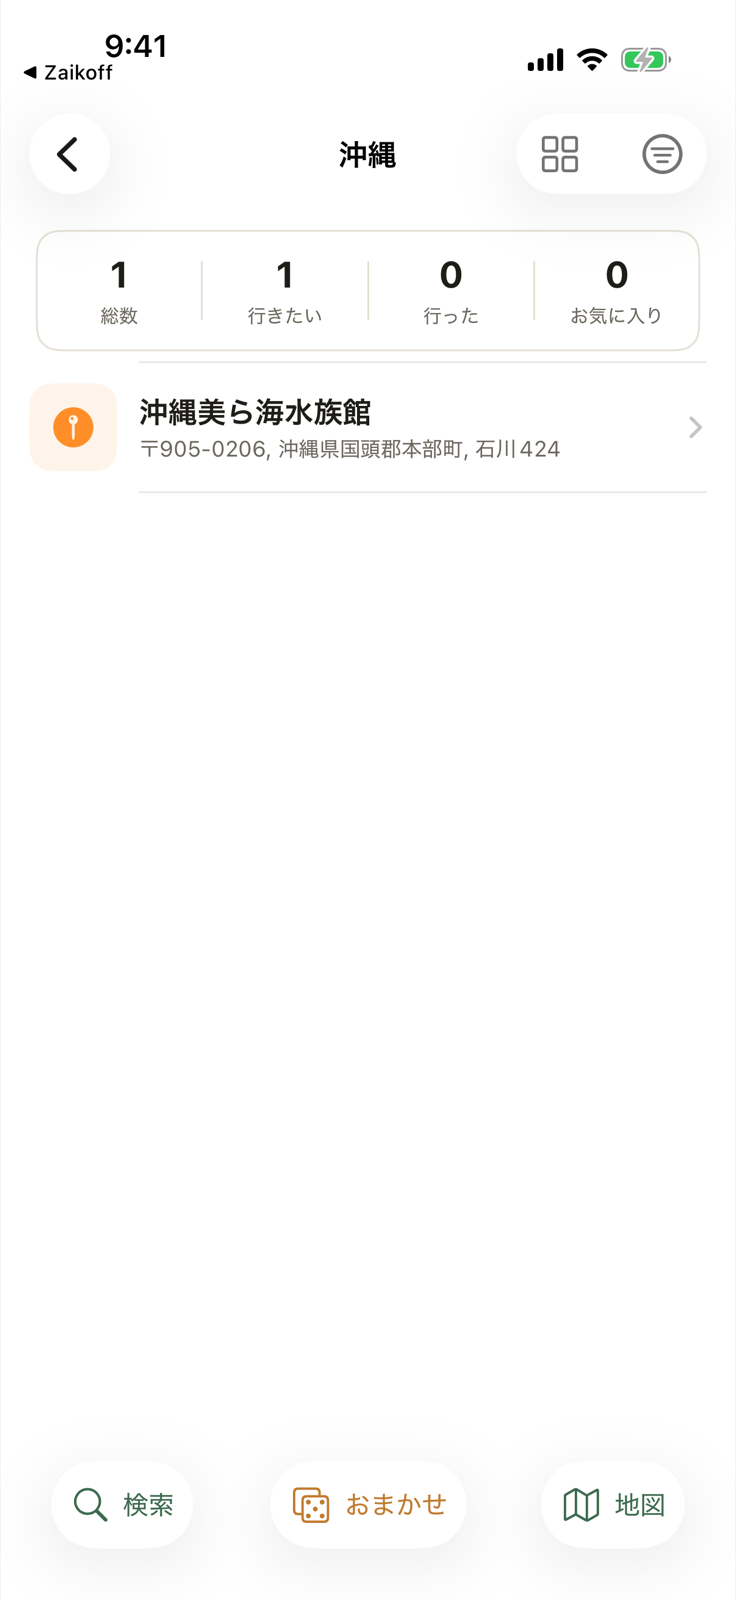 9:41
◀ Zaikoff
沖縄
1
総数
1
行きたい
0
行った
0
お気に入り
沖縄美ら海水族館
〒905-0206, 沖縄県国頭郡本部町, 石川424
検索
おまかせ
地図